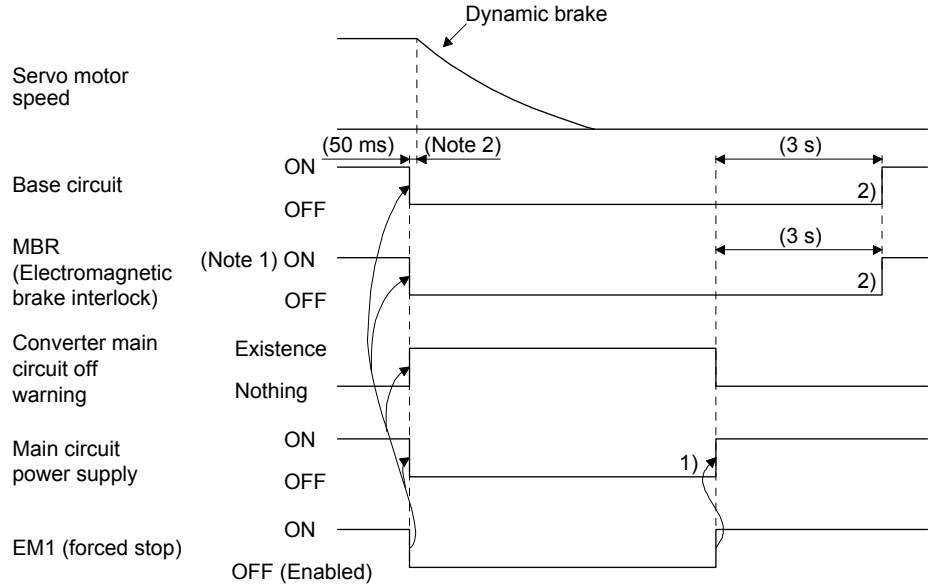 Dynamic brake
Servo motor
speed
(50 ms) (Note 2) (3 s)
Base circuit
ON
OFF
2)
MBR
(Electromagnetic
brake interlock)
(Note 1) ON
OFF
(3 s)
2)
Converter main
circuit off
warning
Existence
Nothing
Main circuit
power supply
ON
OFF
1)
EM1 (forced stop)
ON
OFF (Enabled)